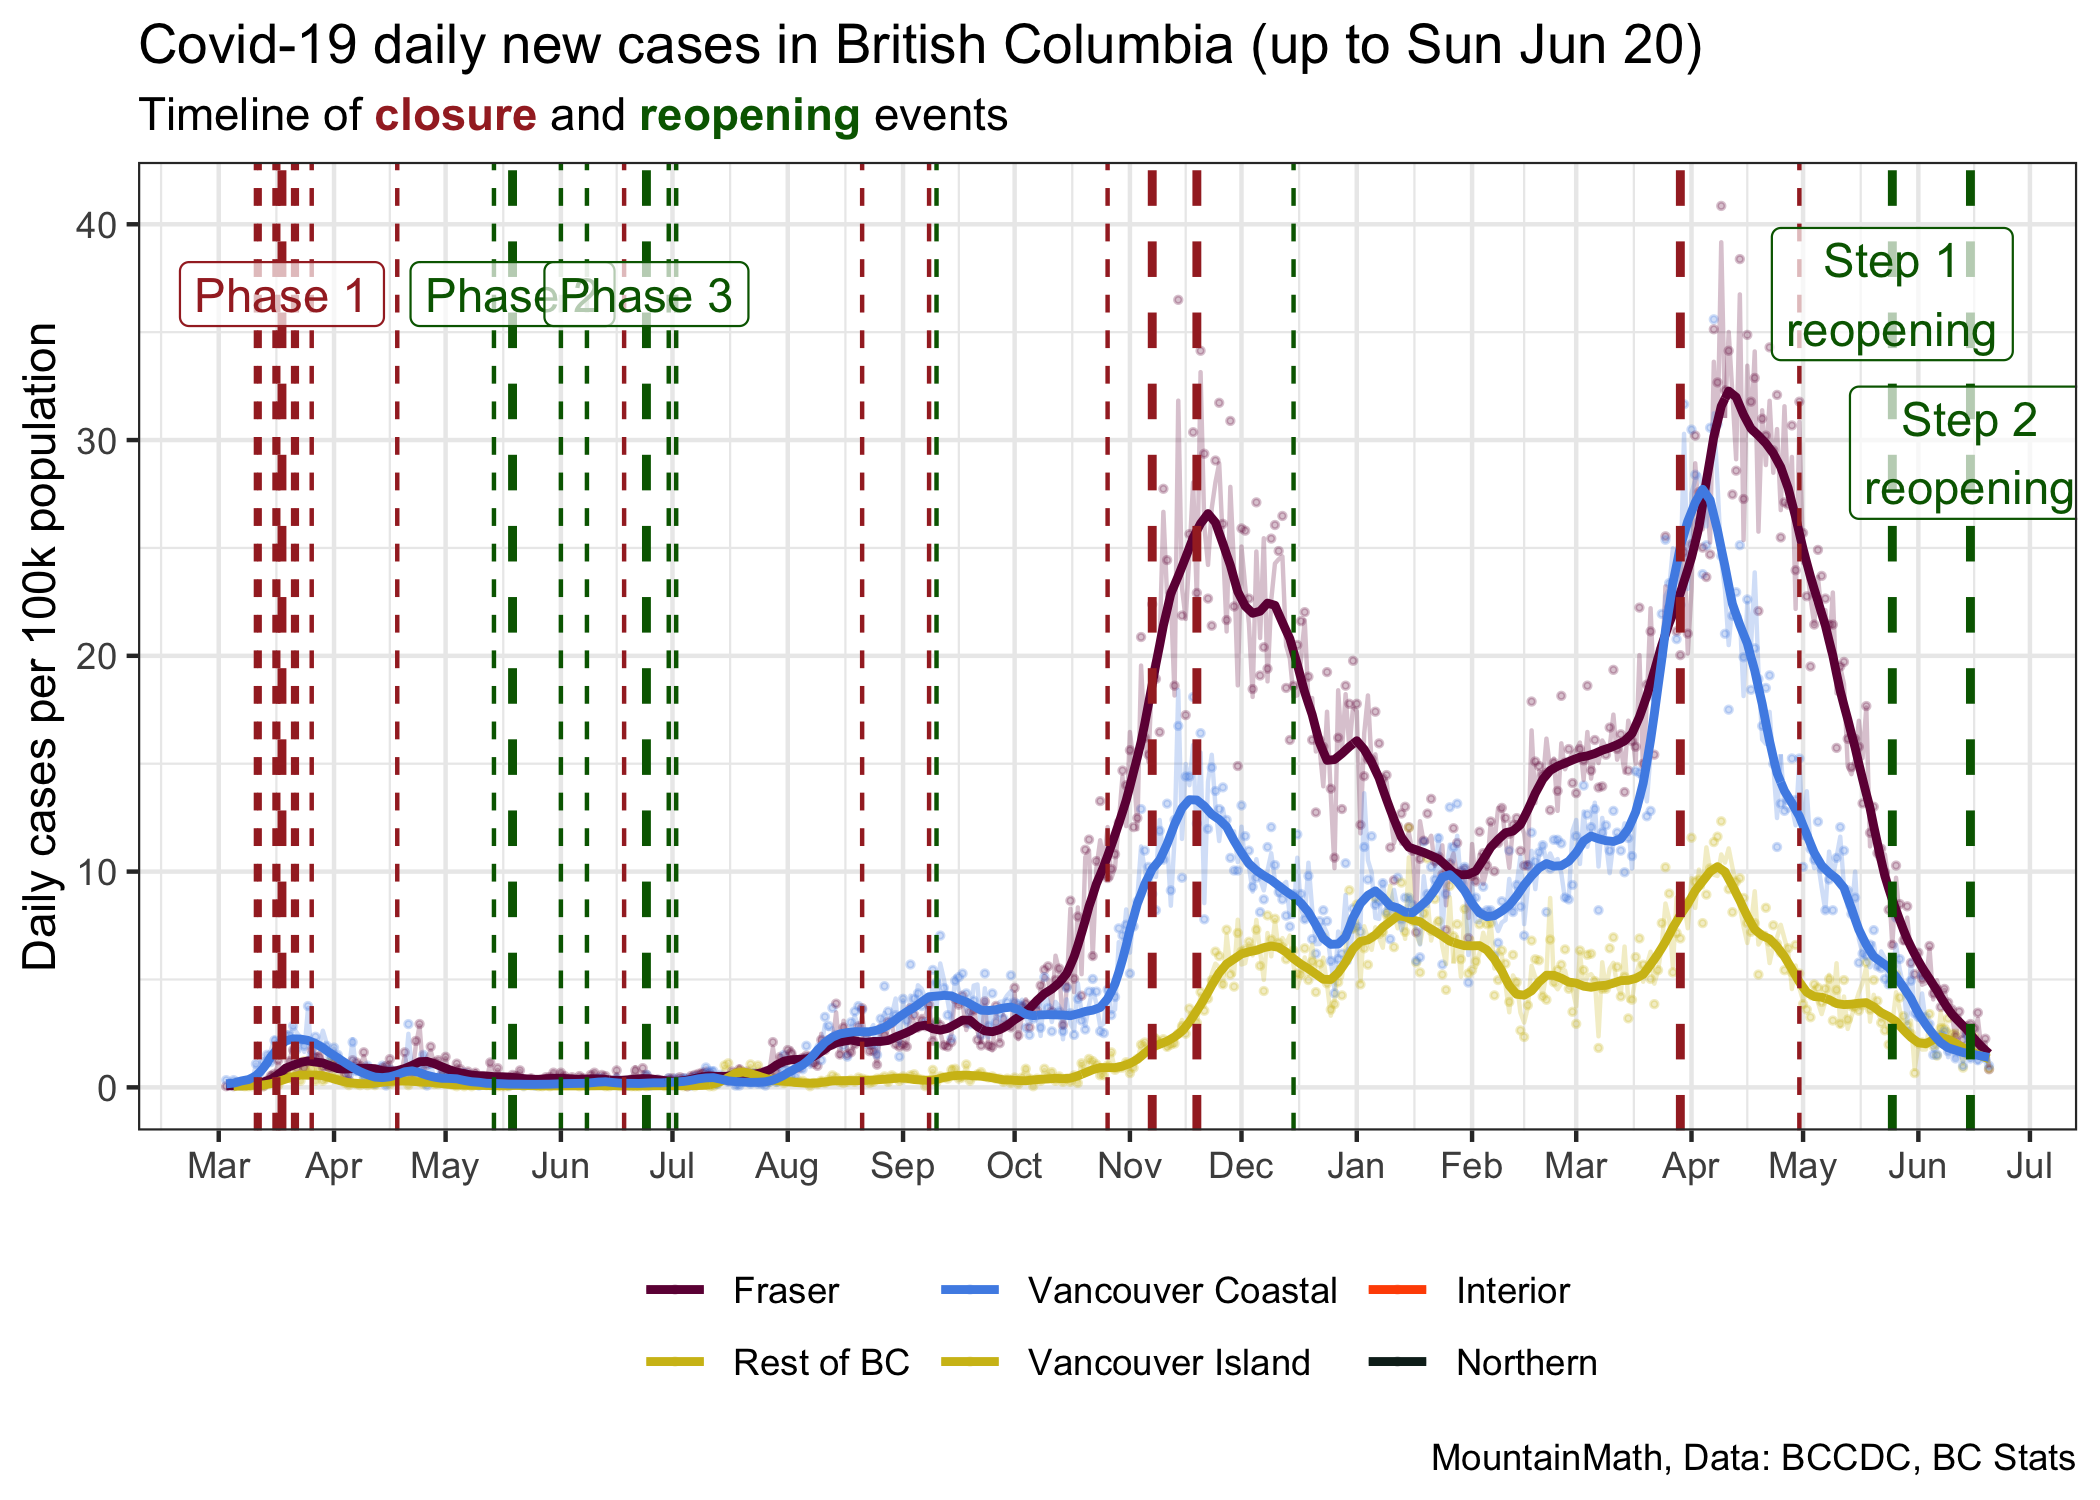 Covid-19 daily new cases in British Columbia (up to Sun Jun 20)
Timeline of closure and reopening events
Daily cases per 100k population
40
30
20
10
0
Phase 1
Phase 2
Phase 3
Step 1
reopening
Step 2
reopening
Mar Apr May Jun Jul Aug Sep Oct Nov Dec Jan Feb Mar Apr May Jun Jul
Fraser Vancouver Coastal Interior
Rest of BC Vancouver Island Northern
MountainMath, Data: BCCDC, BC Stats